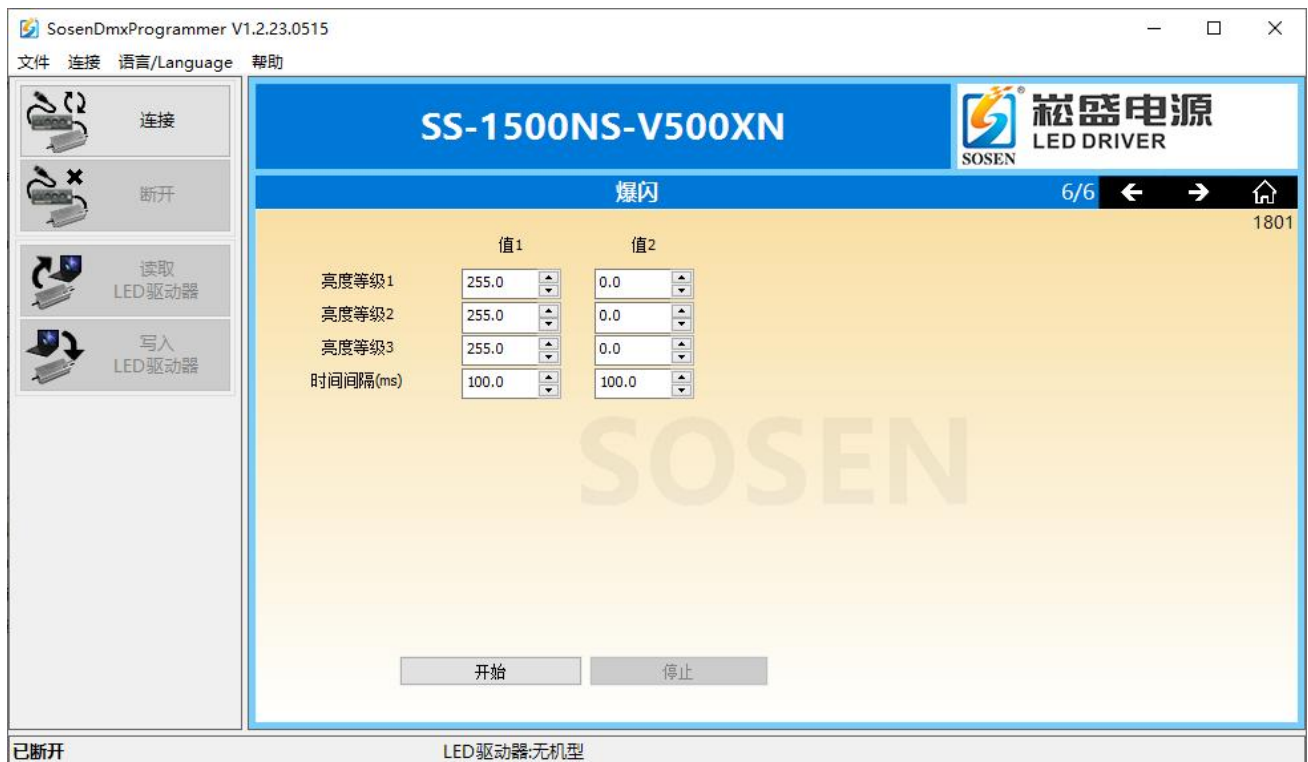 SosenDmxProgrammer V1.2.23.0515
文件 连接 语言/Language 帮助
连接
断开
读取
LED驱动器
写入
LED驱动器
SS-1500NS-V500XN
SOSEN
®
崧盛电源
LED DRIVER
爆闪 6/6
1801
值1 值2
亮度等级1 255.0 0.0
亮度等级2 255.0 0.0
亮度等级3 255.0 0.0
时间间隔(ms) 100.0 100.0
SOSEN
开始 停止
已断开 LED驱动器:无机型